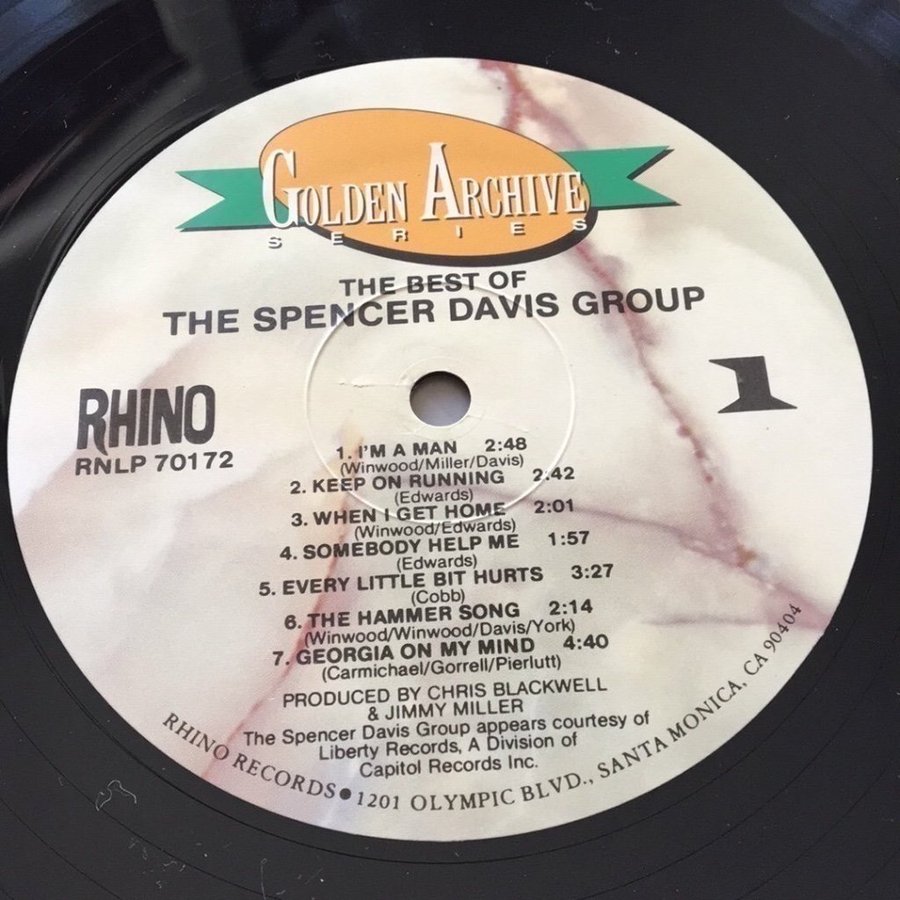 GOLDEN ARCHIVE
SERIES
THE BEST OF
THE SPENCER DAVIS GROUP
RHINO
RNLP 70172
1
1. I'M A MAN 2:48
(Winwood/Miller/Davis)
2. KEEP ON RUNNING 2:42
(Edwards)
3. WHEN I GET HOME 2:01
(Winwood/Edwards)
4. SOMEBODY HELP ME 1:57
(Edwards)
5. EVERY LITTLE BIT HURTS 3:27
(Cobb)
6. THE HAMMER SONG 2:14
(Winwood/Winwood/Davis/York)
7. GEORGIA ON MY MIND 4:40
(Carmichael/Gorrell/Pierlutt)
PRODUCED BY CHRIS BLACKWELL
& JIMMY MILLER
The Spencer Davis Group appears courtesy of
Liberty Records, A Division of
Capitol Records Inc.
RHINO RECORDS • 1201 OLYMPIC BLVD., SANTA MONICA, CA 90404